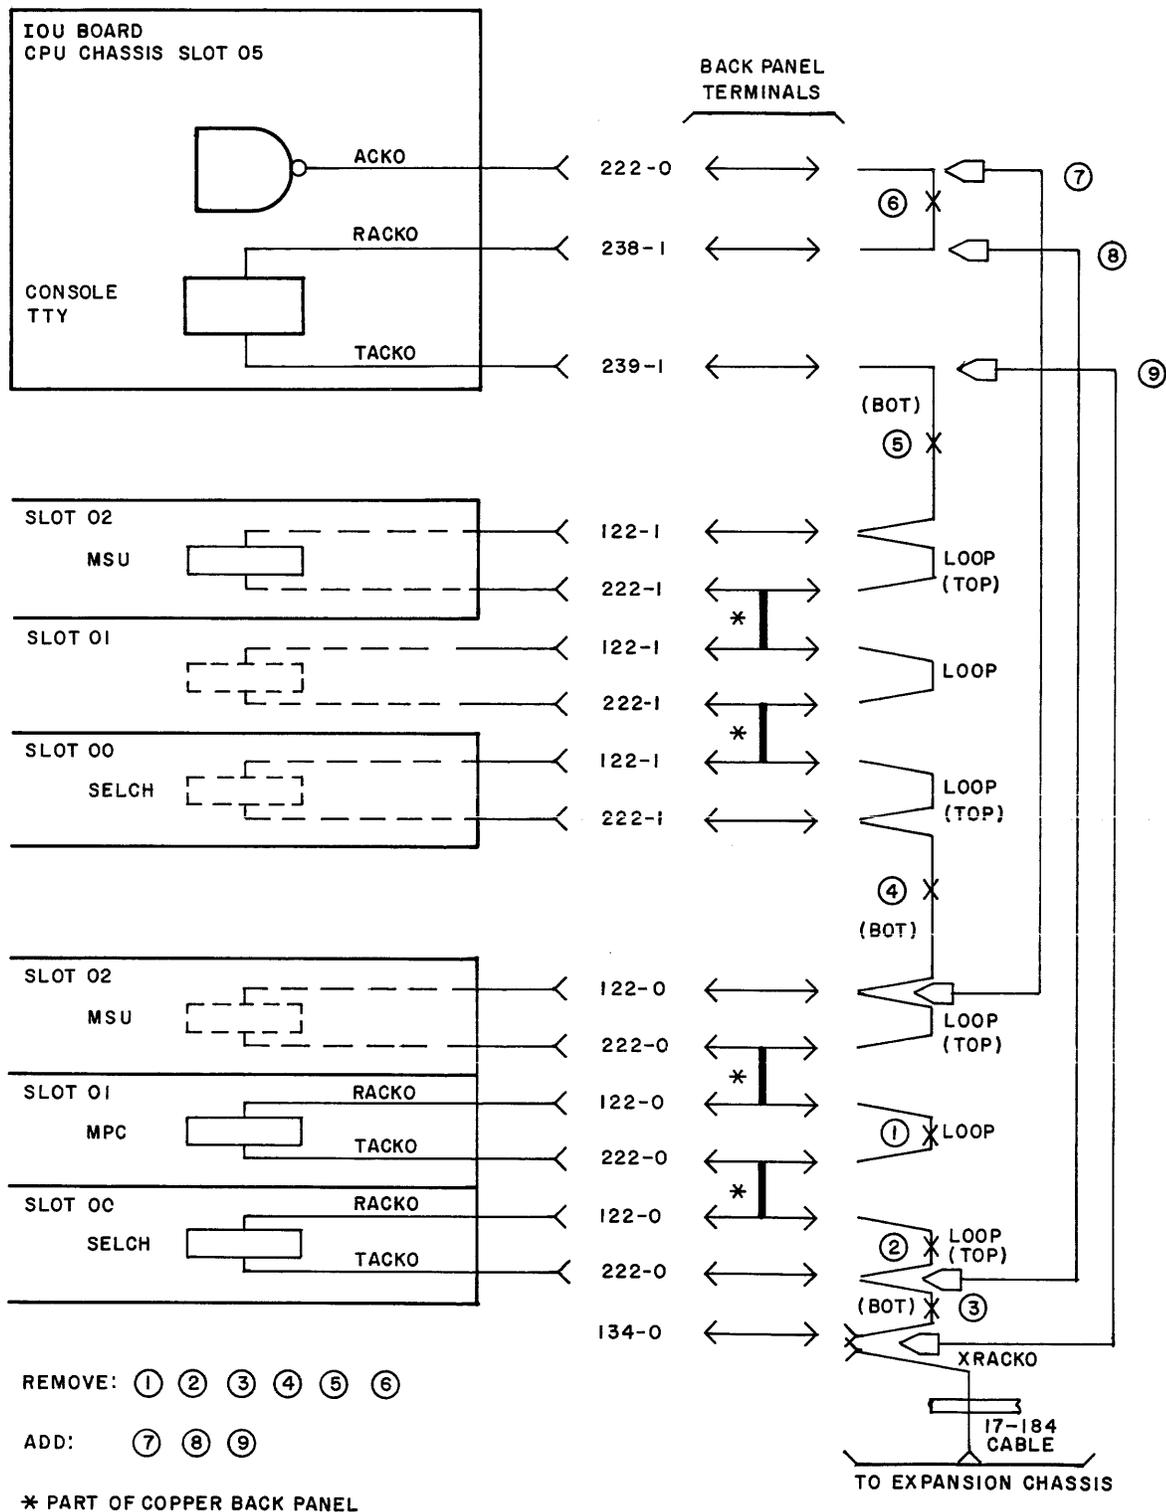 IOU BOARD
CPU CHASSIS SLOT 05
BACK PANEL
TERMINALS
ACKO
222-0
7
6
RACKO
238-1
8
CONSOLE
TTY
TACKO
239-1
9
(BOT)
5
SLOT 02
MSU
122-1
LOOP
(TOP)
222-1
*
SLOT 01
122-1
LOOP
222-1
*
SLOT 00
SELCH
122-1
LOOP
(TOP)
222-1
4
(BOT)
SLOT 02
MSU
122-0
LOOP
(TOP)
222-0
*
SLOT 01
MPC
RACKO
122-0
1 LOOP
TACKO
222-0
*
SLOT 00
SELCH
RACKO
122-0
2 LOOP
(TOP)
TACKO
222-0
(BOT) 3
134-0
XRACKO
17-184
CABLE
TO EXPANSION CHASSIS
REMOVE: 1 2 3 4 5 6
ADD: 7 8 9
* PART OF COPPER BACK PANEL